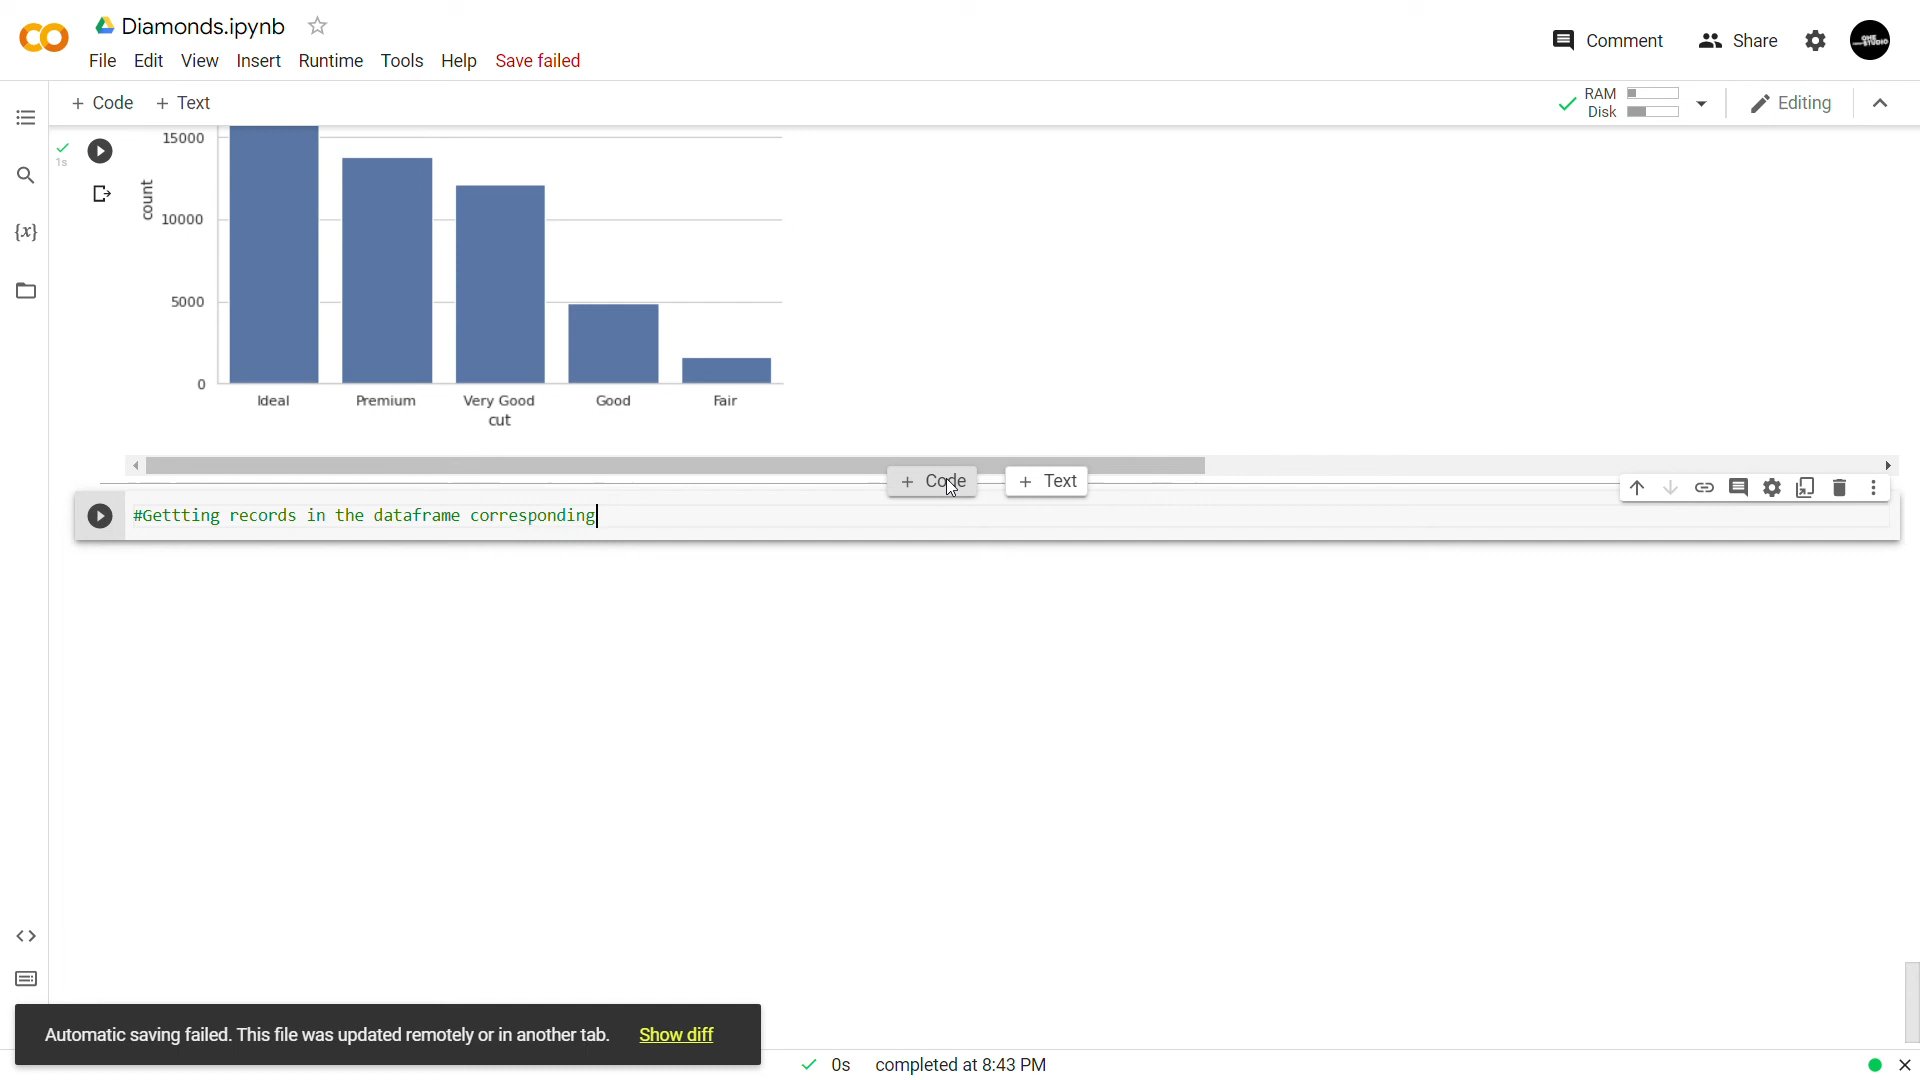 Diamonds.ipynb
File Edit View Insert Runtime Tools Help Save failed
Comment Share
+ Code + Text
RAM
Disk
Editing
1s
15000
10000
5000
0
count
Ideal Premium Very Good Good Fair
cut
+ Code + Text
#Gettting records in the dataframe corresponding
{x}
Automatic saving failed. This file was updated remotely or in another tab. Show diff
0s completed at 8:43 PM